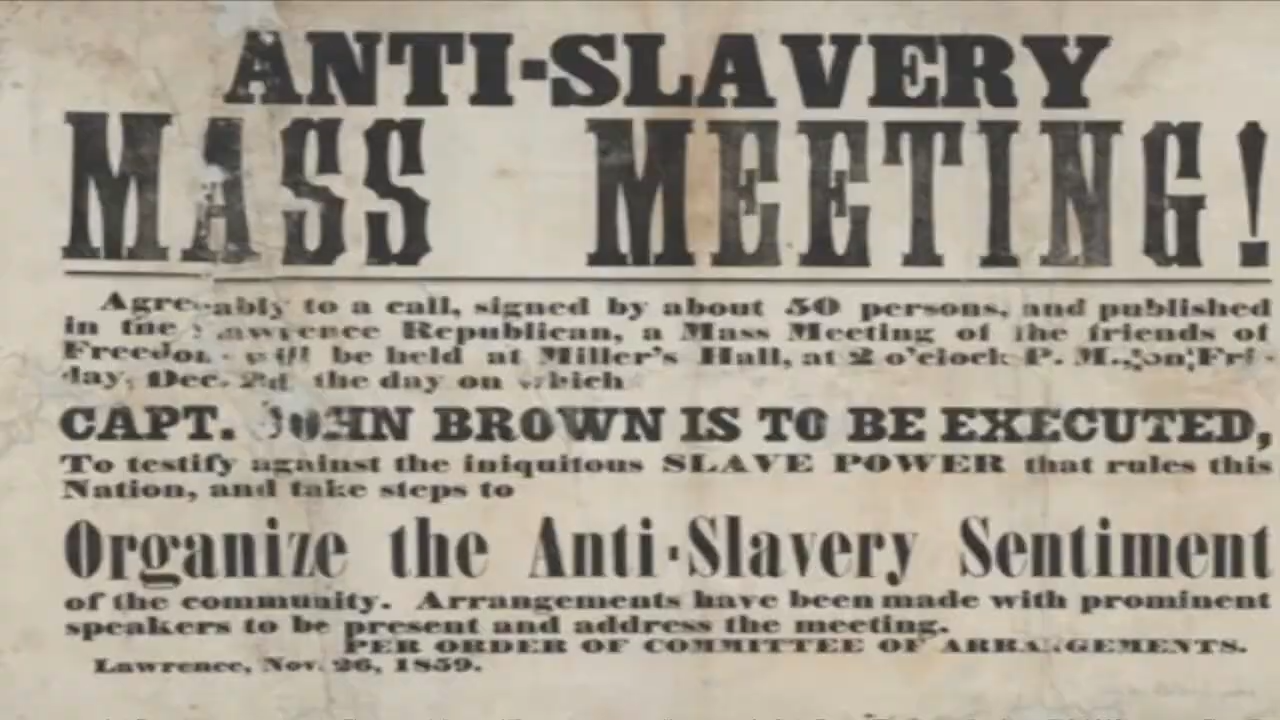 ANTI-SLAVERY
MASS MEETING!
Agreeably to a call, signed by about 50 persons, and published
in the Lawrence Republican, a Mass Meeting of the friends of
Freedom will be held at Miller's Hall, at 2 o'clock P. M., on Fri-
day, Dec. 2d, the day on which
CAPT. JOHN BROWN IS TO BE EXECUTED,
To testify against the iniquitous SLAVE POWER that rules this
Nation, and take steps to
Organize the Anti-Slavery Sentiment
of the community. Arrangements have been made with prominent
speakers to be present and address the meeting.
PER ORDER OF COMMITTEE OF ARRANGEMENTS.
Lawrence, Nov. 26, 1859.